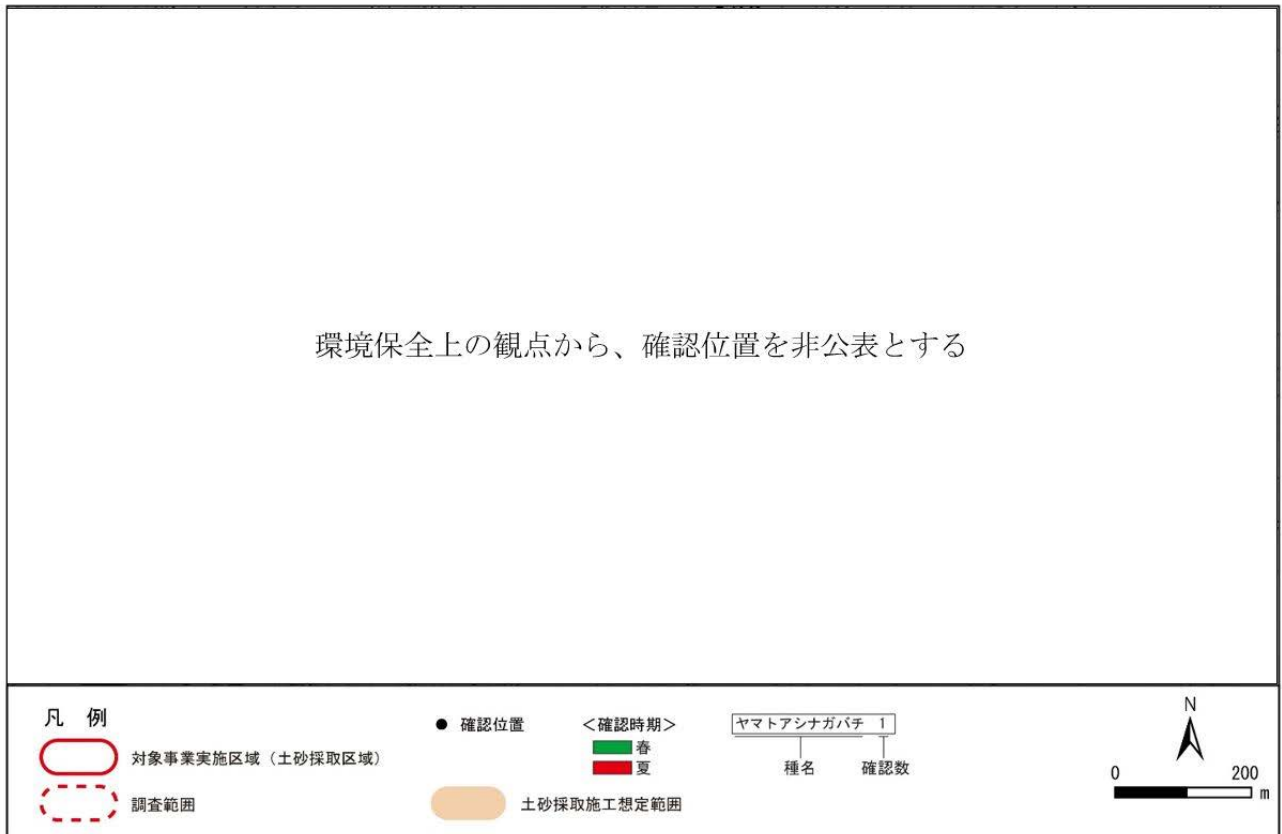 環境保全上の観点から、確認位置を非公表とする
凡 例
対象事業実施区域(土砂採取区域)
調査範囲
● 確認位置
土砂採取施工想定範囲
<確認時期>
春
夏
ヤマトアシナガバチ 1
種名 確認数
N
0 200
m